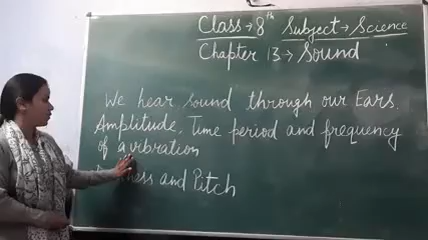 Class → 8th Subject → Science
Chapter 13 → Sound
We hear sound through our Ears.
Amplitude, Time period and frequency
of a vibration
and Pitch